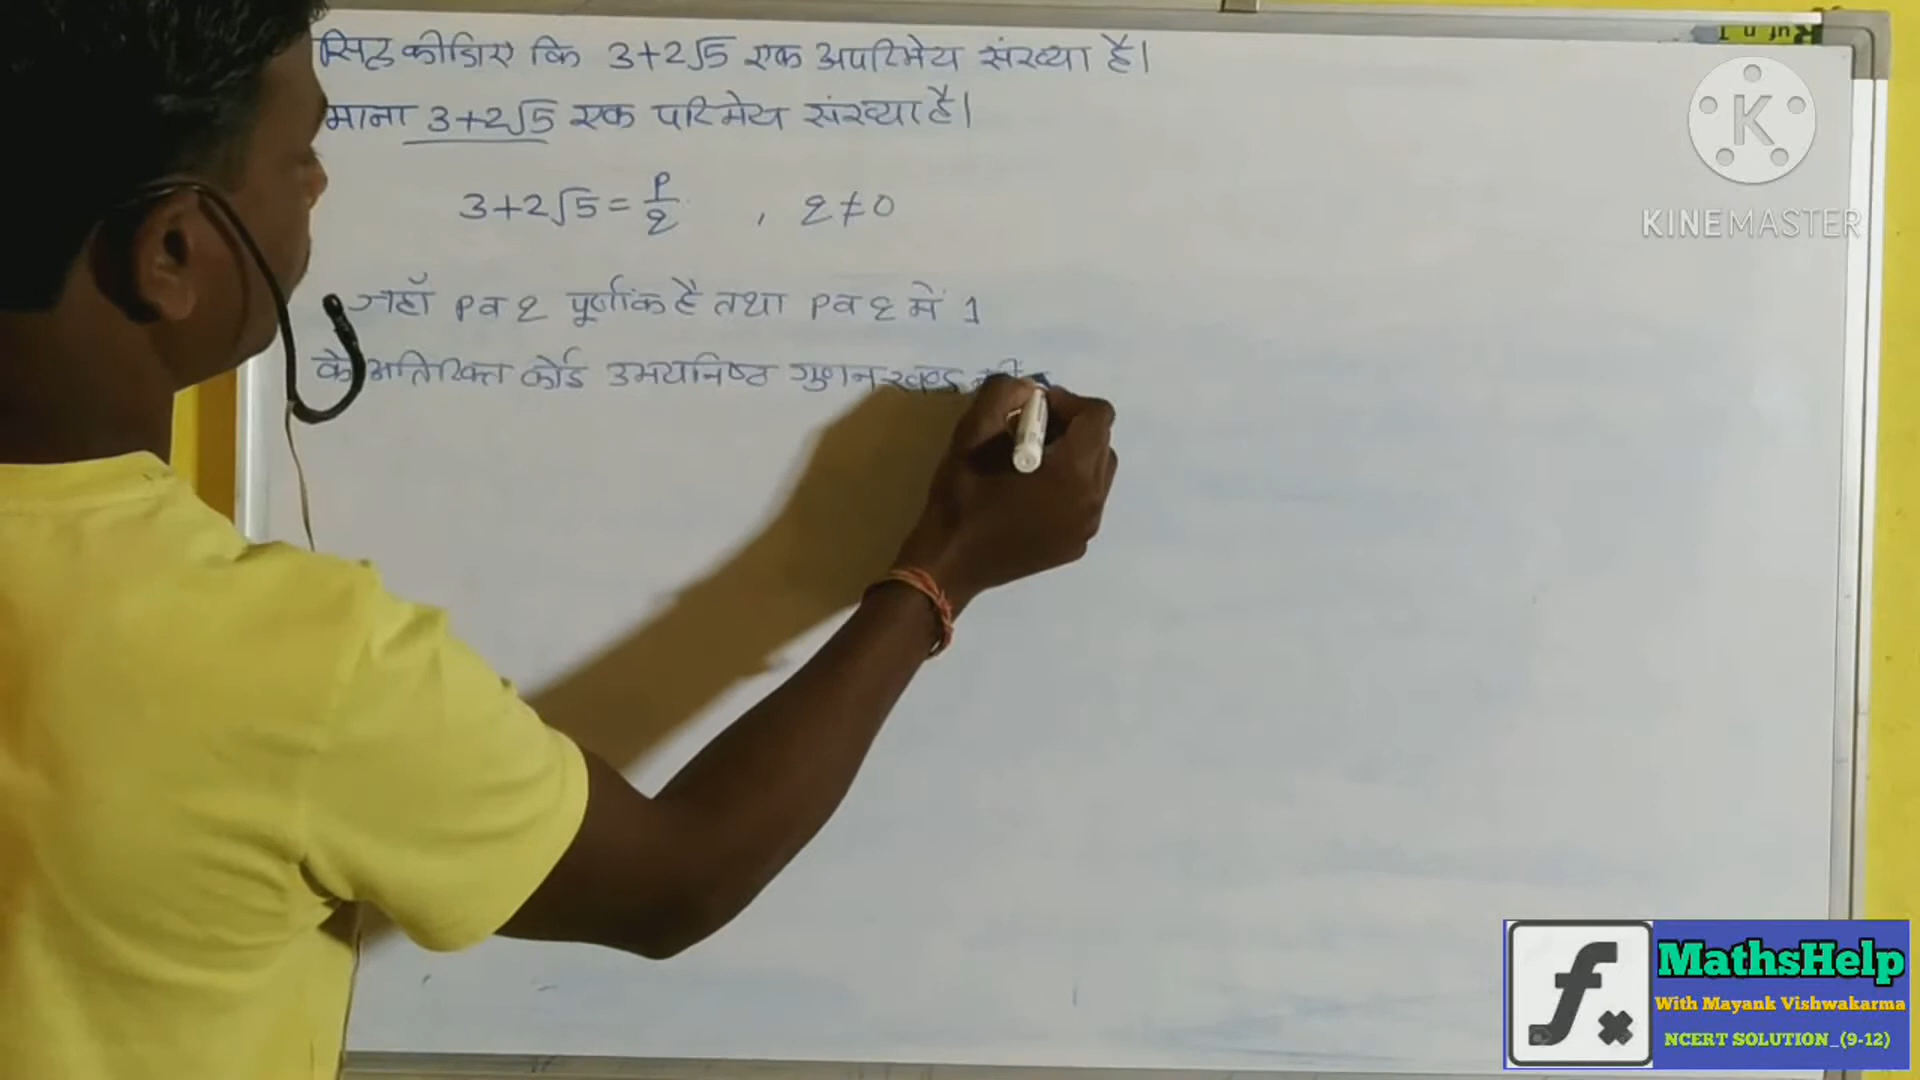 सिद्ध कीजिए कि 3+2√5 एक अपरिमेय संख्या है।
माना 3+2√5 एक परिमेय संख्या है।
3+2√5 = p/q , q ≠ 0
जहाँ p व q पूर्णांक है तथा p व q में 1
के अतिरिक्त कोई उभयनिष्ठ गुणनखण्ड
K
KINEMASTER
f
x
MathsHelp
With Mayank Vishwakarma
NCERT SOLUTION_(9-12)